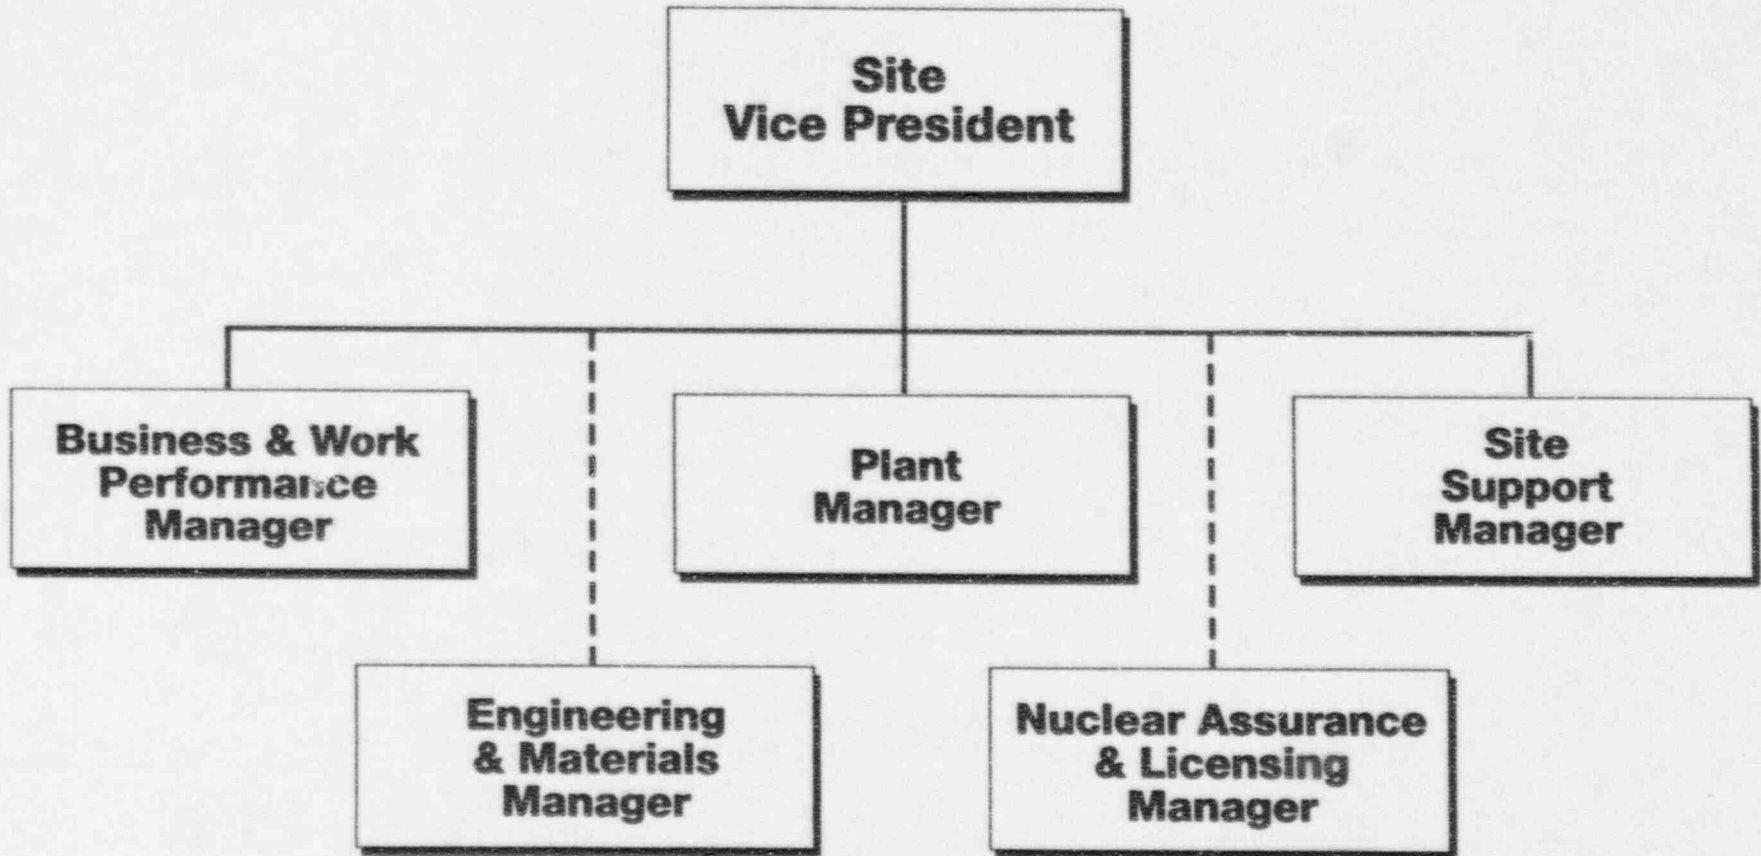 Site
Vice President
Business & Work
Performance
Manager
Plant
Manager
Site
Support
Manager
Engineering
& Materials
Manager
Nuclear Assurance
& Licensing
Manager